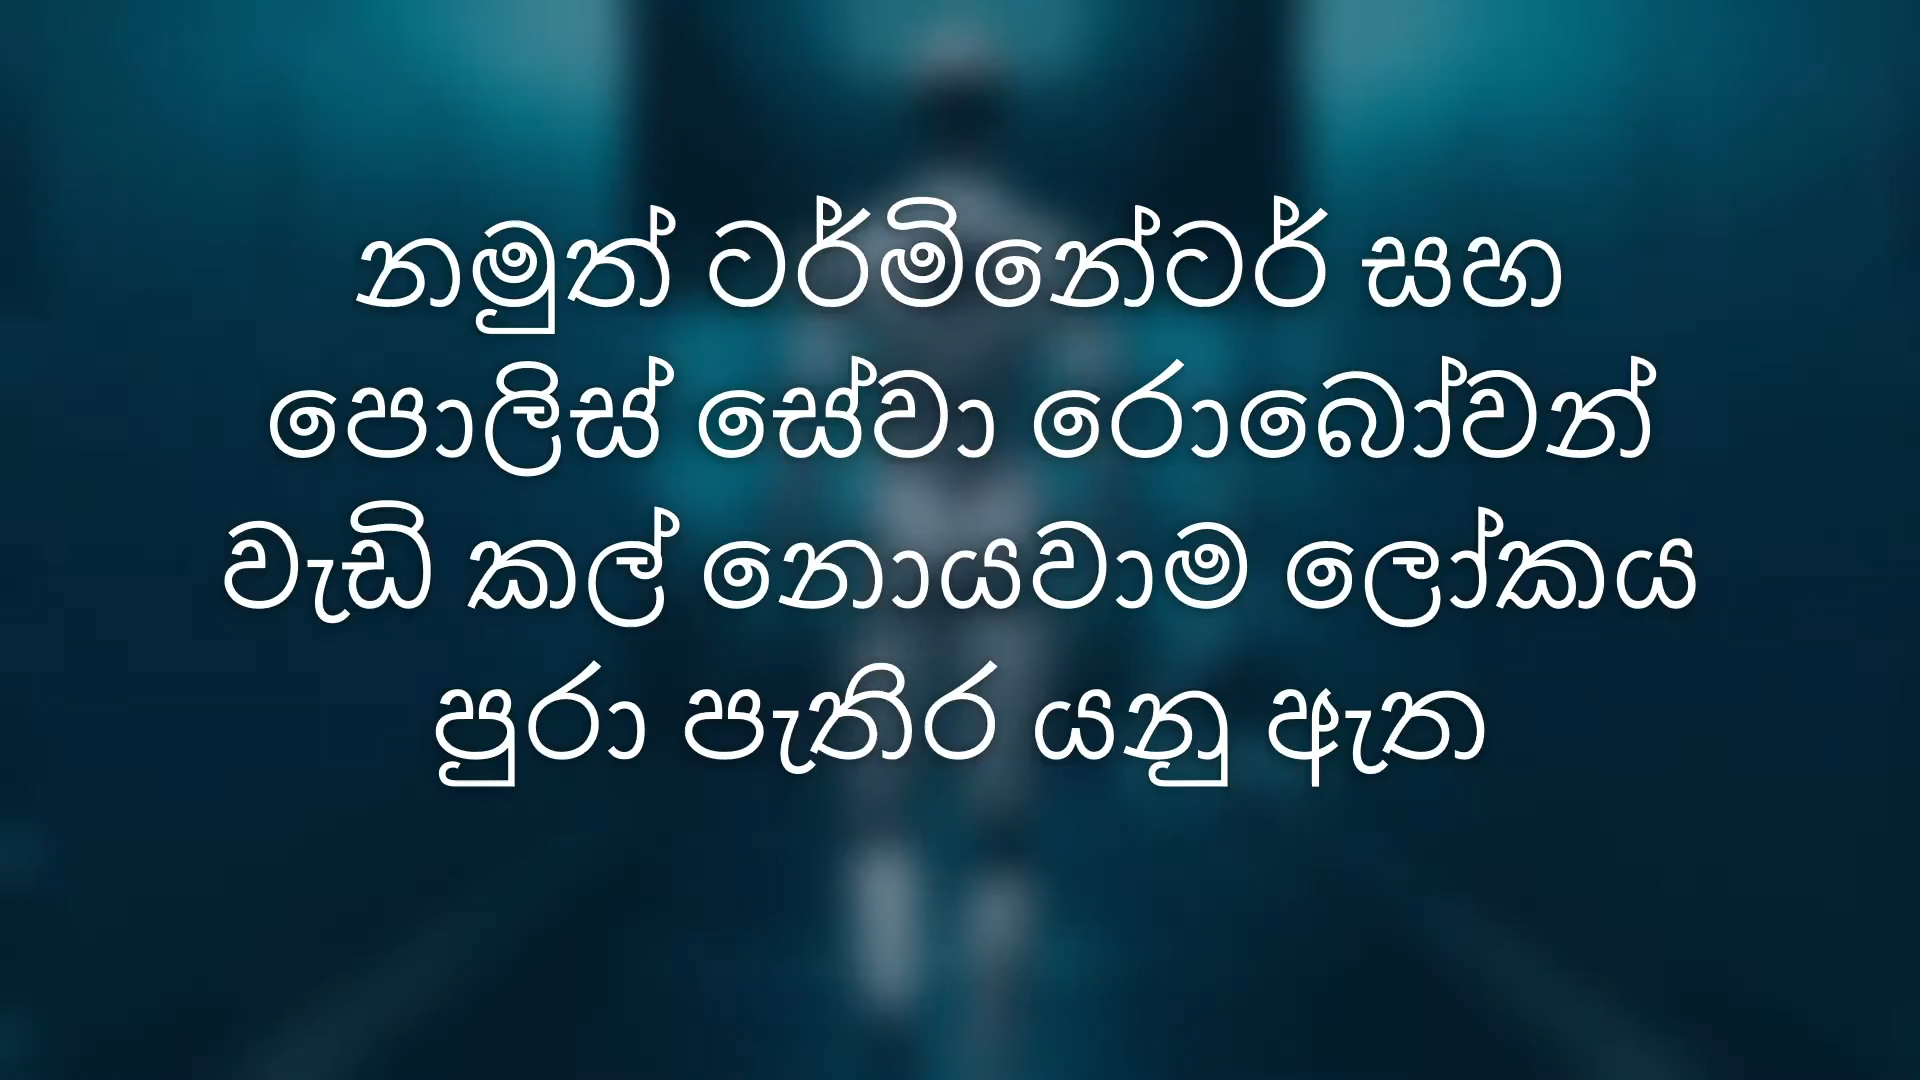 නමුත් ටර්මිනේටර් සහ
පොලිස් සේවා රොබෝවන්
වැඩි කල් නොයවාම ලෝකය
පුරා පැතිර යනු ඇත